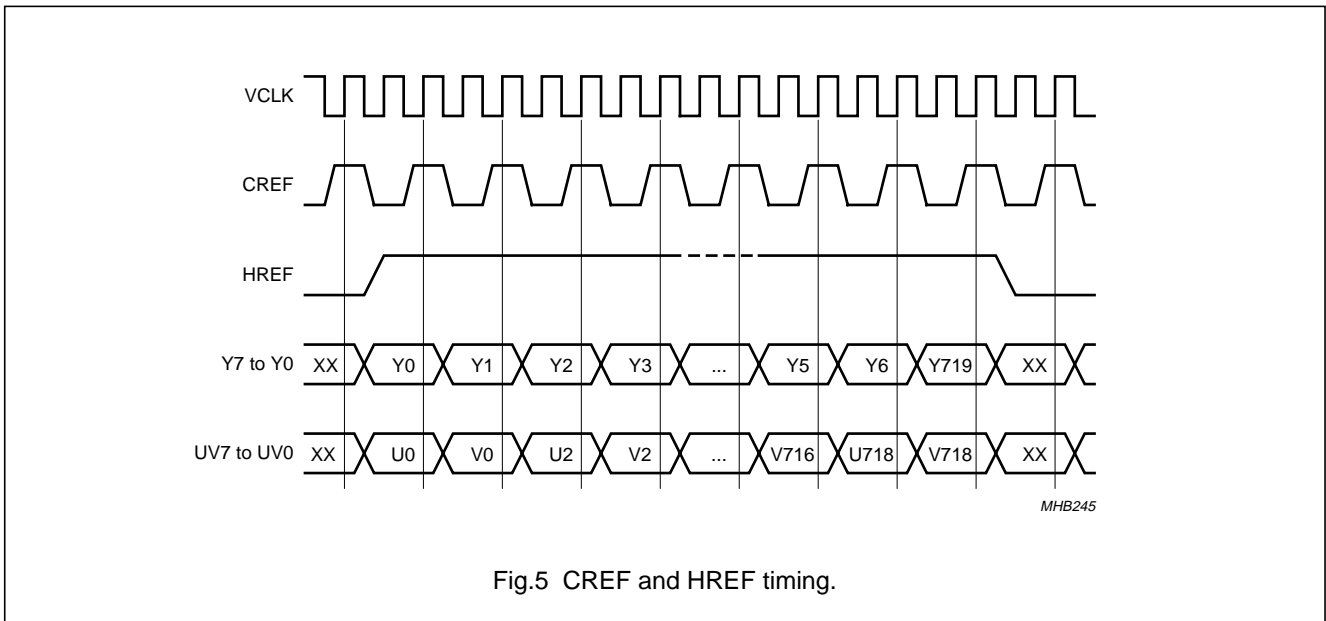 VCLK
CREF
HREF
Y7 to Y0 XX Y0 Y1 Y2 Y3 ... Y5 Y6 Y719 XX
UV7 to UV0 XX U0 V0 U2 V2 ... V716 U718 V718 XX
MHB245
Fig.5 CREF and HREF timing.